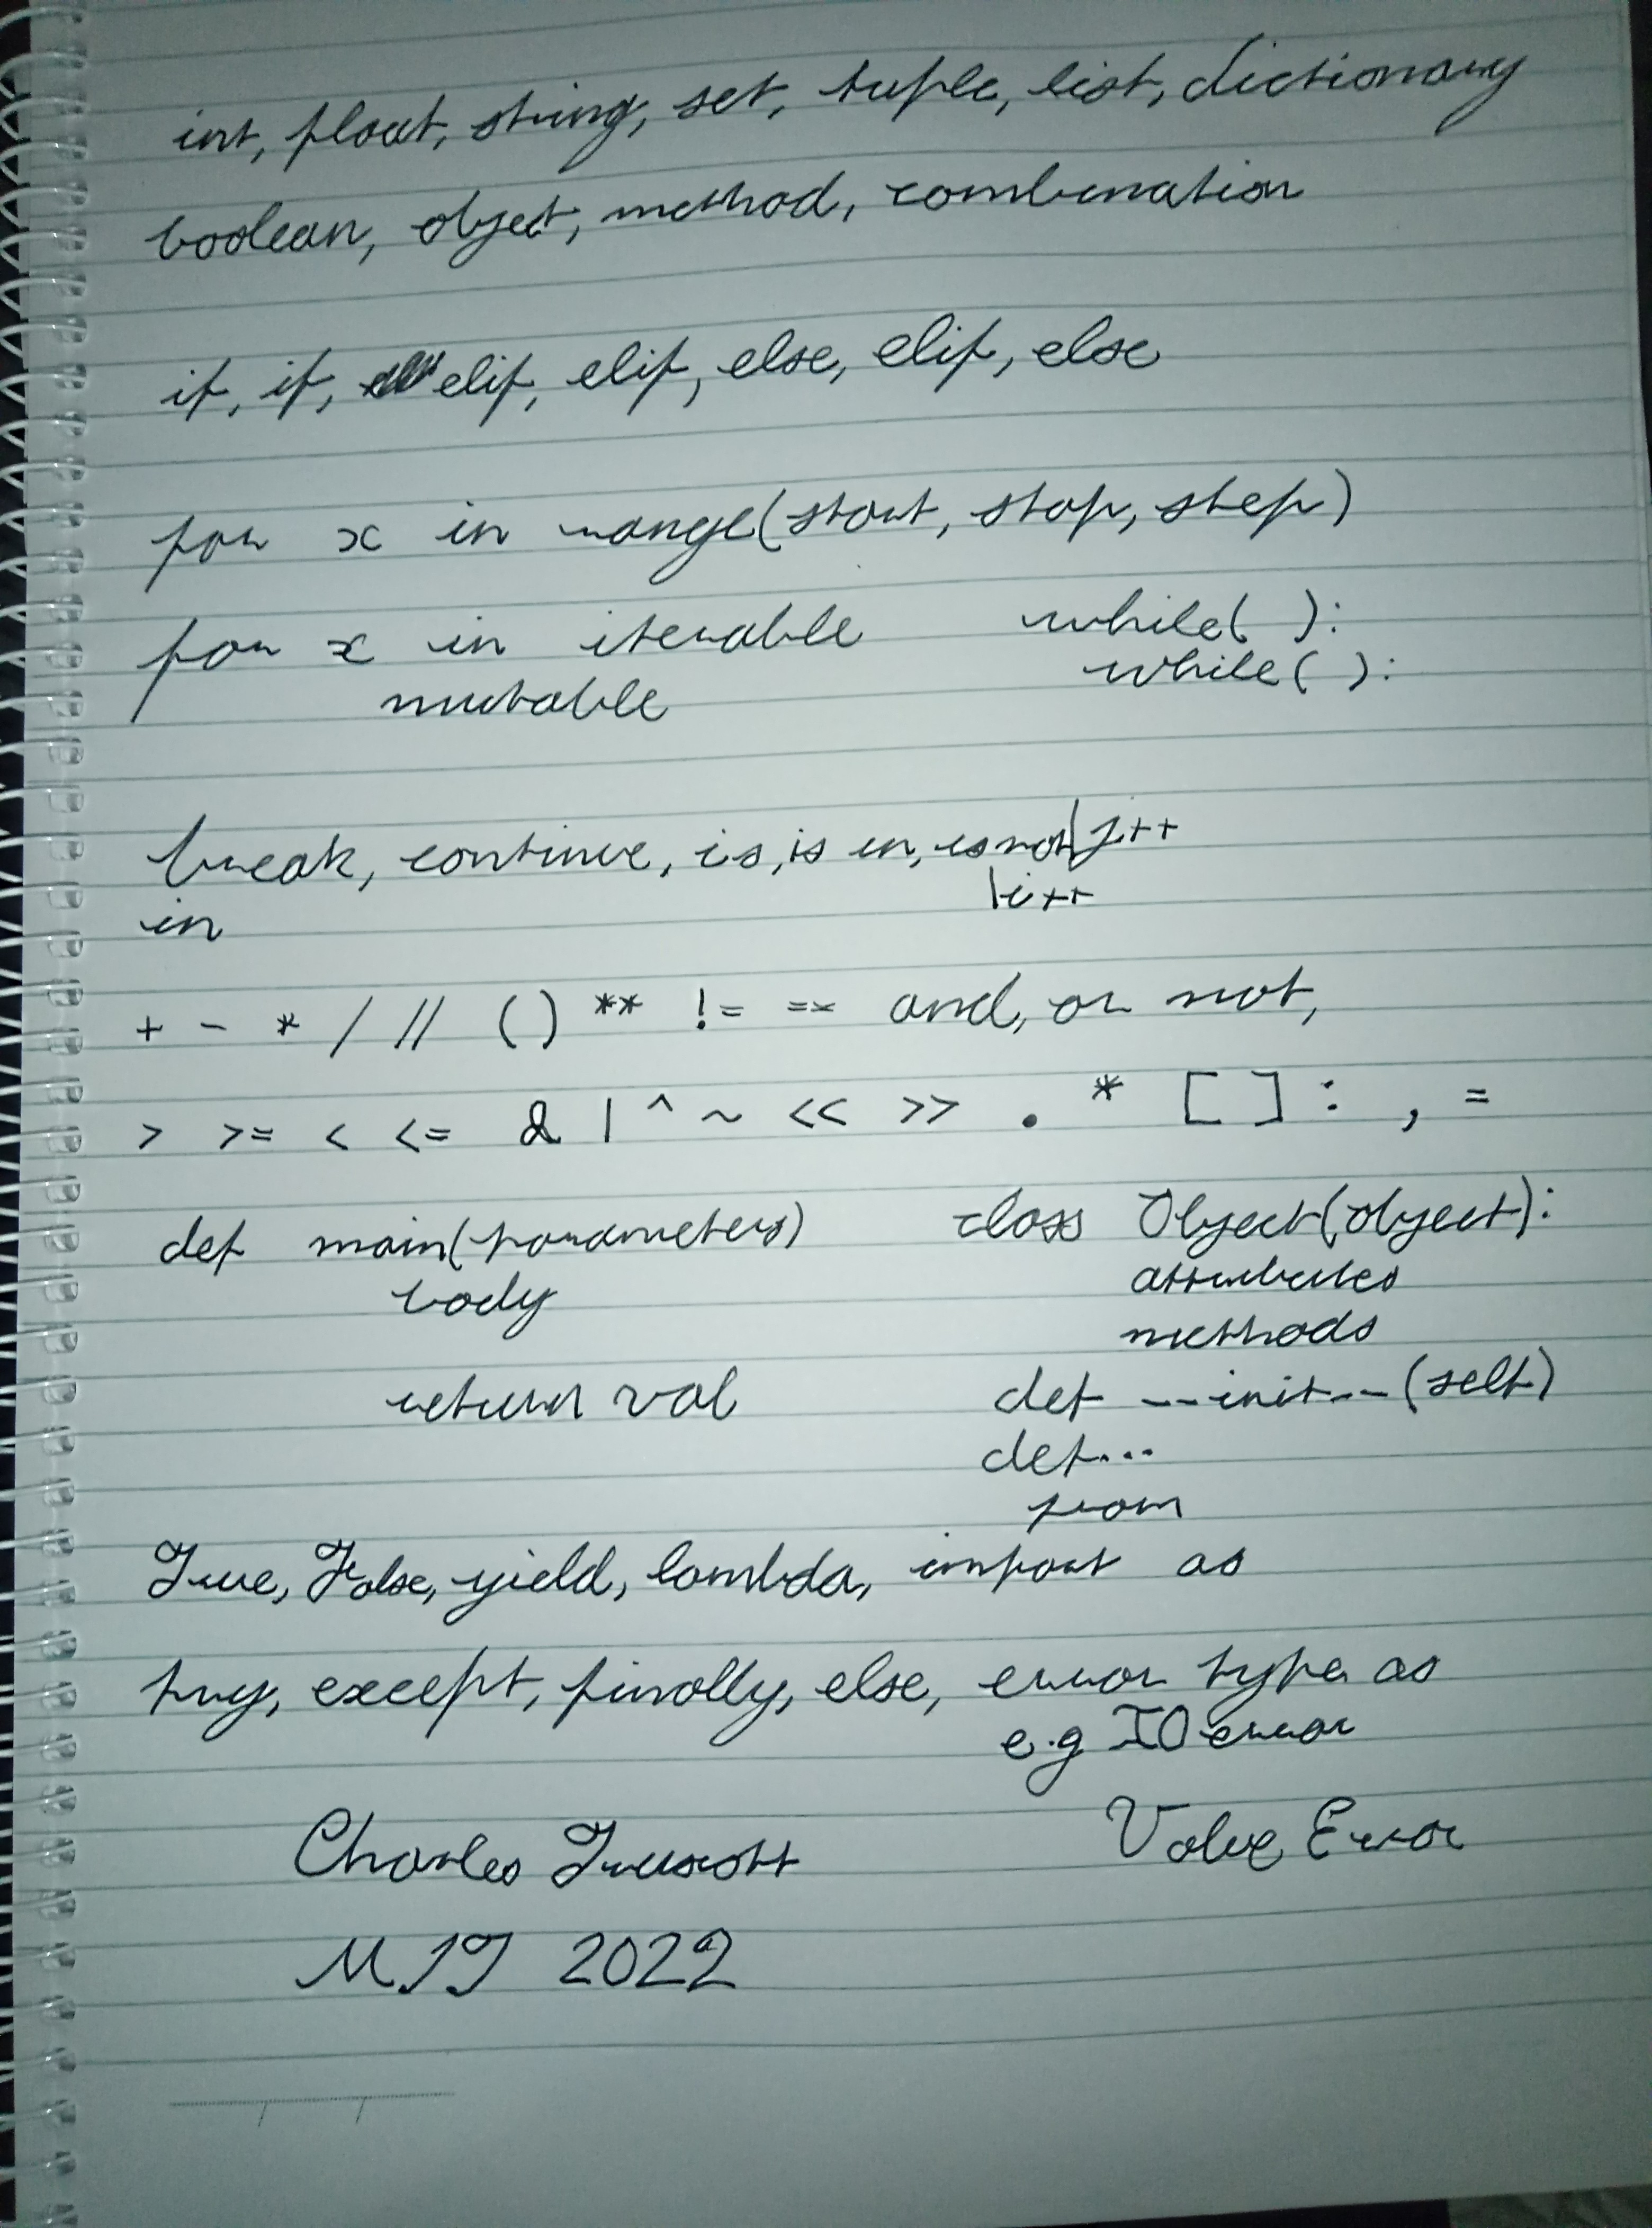 int, float, string, set, tuple, list, dictionary
boolean, object, method, combination
if, if, elif, elif, else, elif, else
for x in range(start, stop, step)
for x in iterable while( ):
mutable while( ):
break, continue, is, is in, is not j++
in i++
+ - * / // () ** != == and, or not,
> >= < <= & | ^ ~ << >> . * [ ] : , =
def main(parameters) class Object(object):
body attributes
methods
return val def __init__(self)
def...
from
True, False, yield, lambda, import as
try, except, finally, else, error type as
e.g IO error
Charles Truscott Value Error
MIT 2022